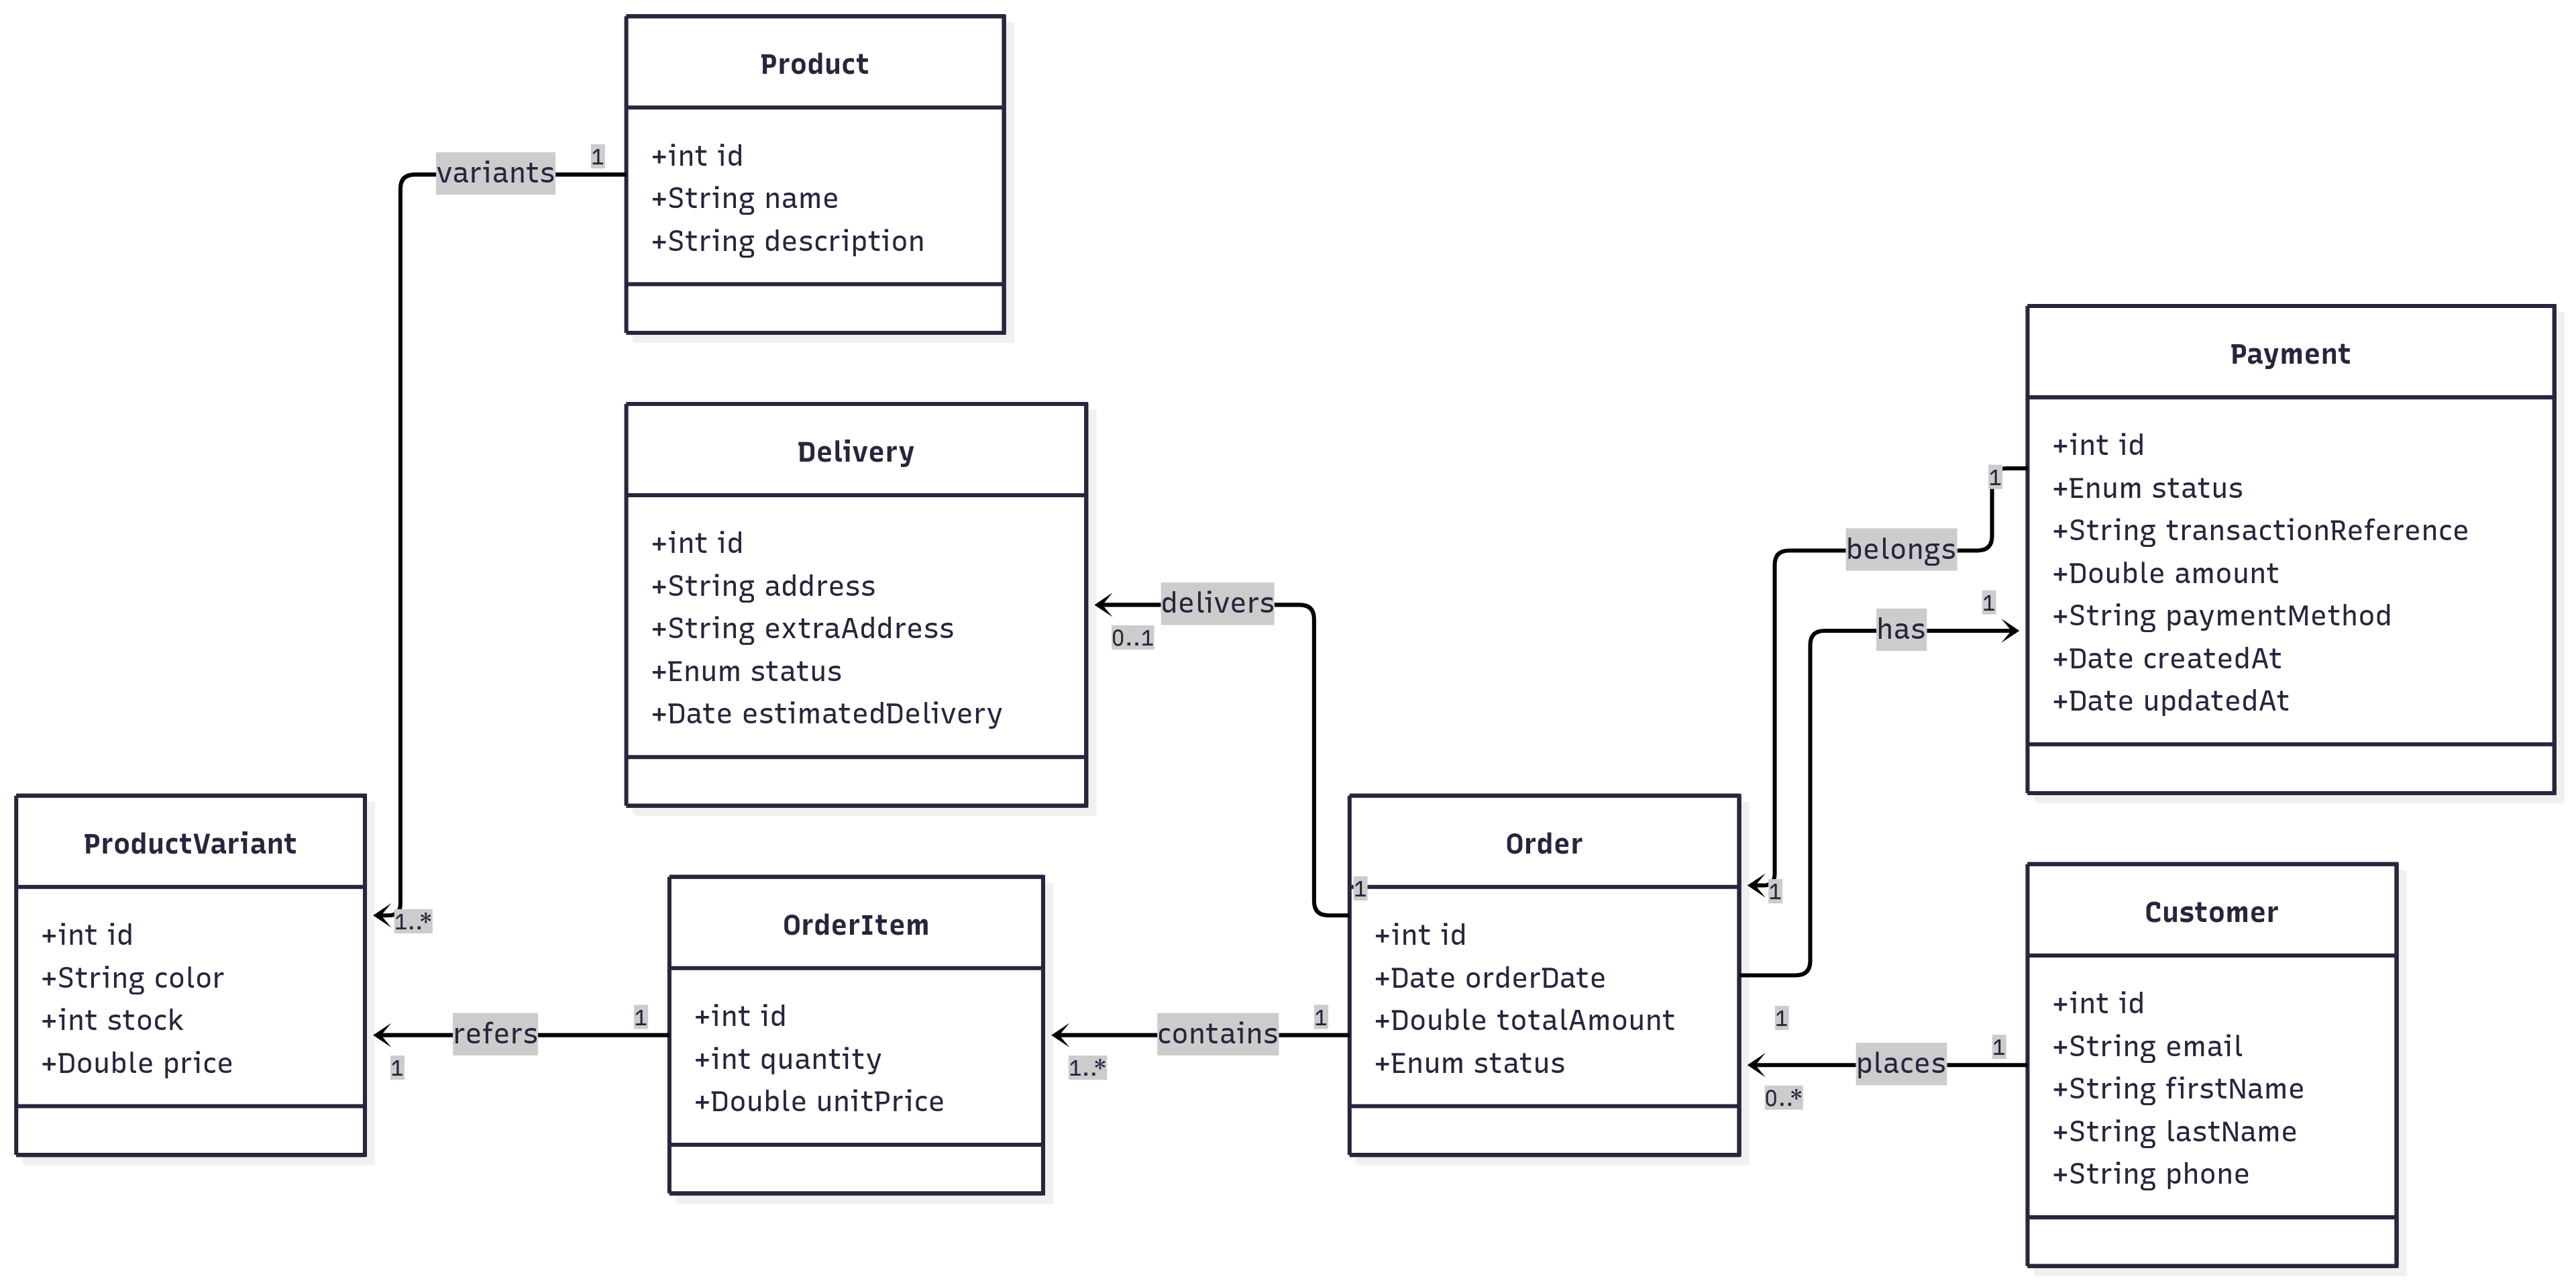 Product
+int id
+String name
+String description
variants
1
1..*
Delivery
+int id
+String address
+String extraAddress
+Enum status
+Date estimatedDelivery
delivers
0..1
1
Payment
+int id
+Enum status
+String transactionReference
+Double amount
+String paymentMethod
+Date createdAt
+Date updatedAt
1
belongs
1
1
has
1
ProductVariant
+int id
+String color
+int stock
+Double price
1
refers
1
OrderItem
+int id
+int quantity
+Double unitPrice
1..*
contains
1
Order
+int id
+Date orderDate
+Double totalAmount
+Enum status
0..*
places
1
Customer
+int id
+String email
+String firstName
+String lastName
+String phone